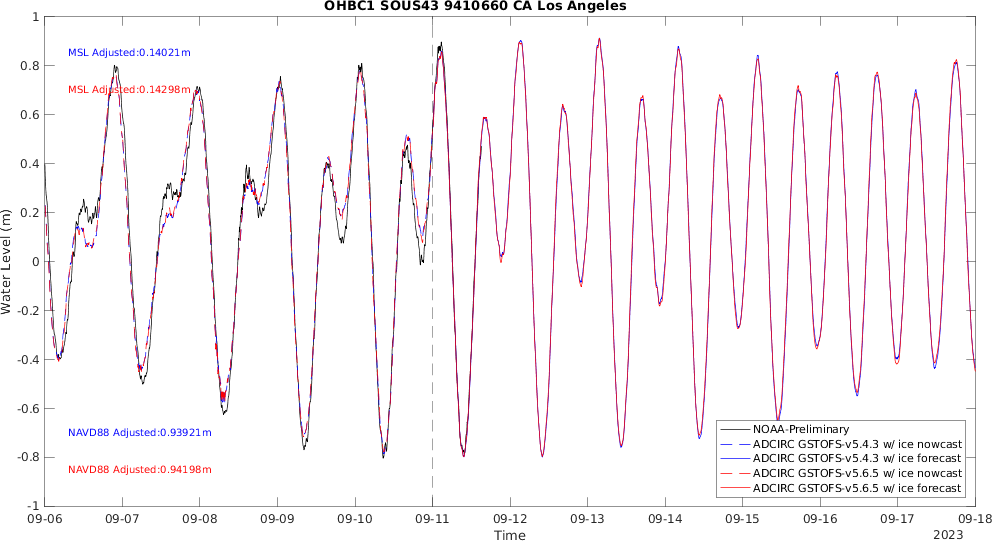 OHBC1 SOUS43 9410660 CA Los Angeles
MSL Adjusted:0.14021m
MSL Adjusted:0.14298m
NAVD88 Adjusted:0.93921m
NAVD88 Adjusted:0.94198m
Water Level (m)
1
0.8
0.6
0.4
0.2
0
-0.2
-0.4
-0.6
-0.8
-1
NOAA-Preliminary
ADCIRC GSTOFS-v5.4.3 w/ ice nowcast
ADCIRC GSTOFS-v5.4.3 w/ ice forecast
ADCIRC GSTOFS-v5.6.5 w/ ice nowcast
ADCIRC GSTOFS-v5.6.5 w/ ice forecast
09-06 09-07 09-08 09-09 09-10 09-11 09-12 09-13 09-14 09-15 09-16 09-17 09-18
Time
2023